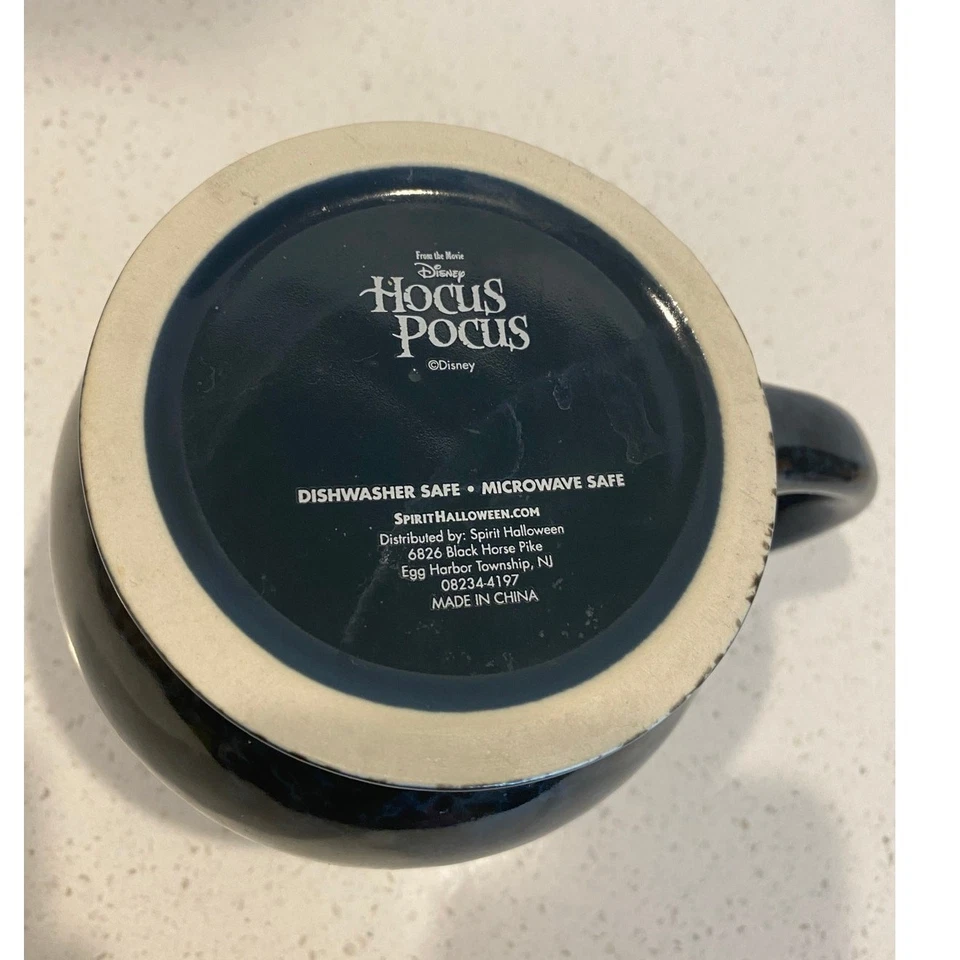 From the Movie
Disney
HOCUS
POCUS
©Disney
DISHWASHER SAFE • MICROWAVE SAFE
SPIRITHALLOWEEN.COM
Distributed by: Spirit Halloween
6826 Black Horse Pike
Egg Harbor Township, NJ
08234-4197
MADE IN CHINA